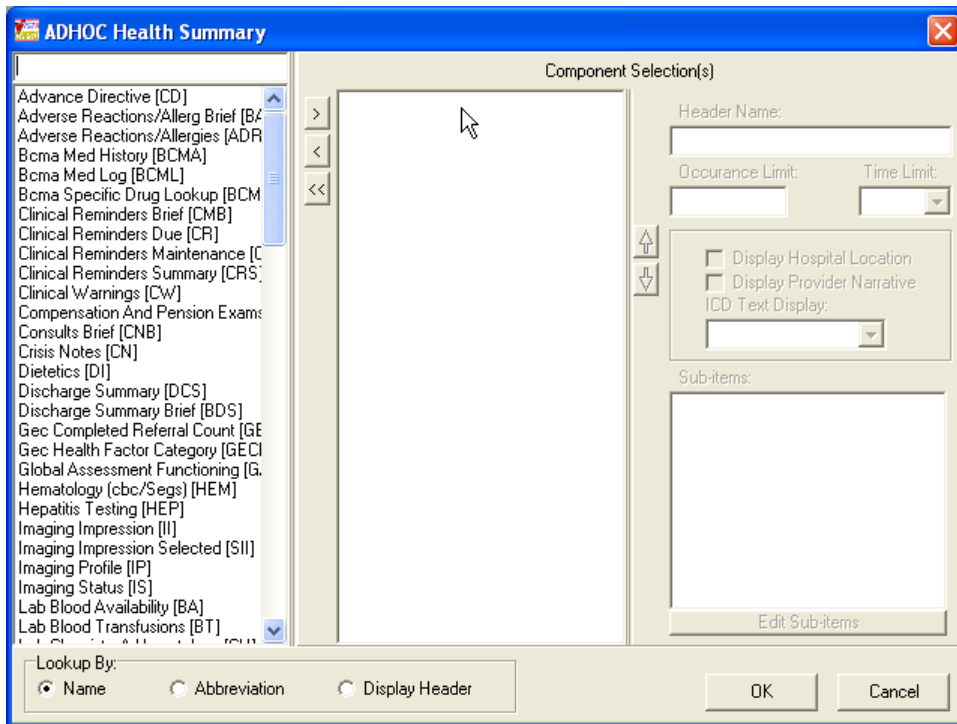 ADHOC Health Summary
Component Selection(s)
Advance Directive [CD]
Adverse Reactions/Allerg Brief [BA
Adverse Reactions/Allergies [ADR
Bcma Med History [BCMA]
Bcma Med Log [BCML]
Bcma Specific Drug Lookup [BCM
Clinical Reminders Brief [CMB]
Clinical Reminders Due [CR]
Clinical Reminders Maintenance [C
Clinical Reminders Summary [CRS]
Clinical Warnings [CW]
Compensation And Pension Exams
Consults Brief [CNB]
Crisis Notes [CN]
Dietetics [DI]
Discharge Summary [DCS]
Discharge Summary Brief [BDS]
Gec Completed Referral Count [GE
Gec Health Factor Category [GECI
Global Assessment Functioning [G
Hematology (cbc/Segs) [HEM]
Hepatitis Testing [HEP]
Imaging Impression [II]
Imaging Impression Selected [SII]
Imaging Profile [IP]
Imaging Status [IS]
Lab Blood Availability [BA]
Lab Blood Transfusions [BT]
>
<
<<
Header Name:
Occurance Limit: Time Limit:
Display Hospital Location
Display Provider Narrative
ICD Text Display:
Sub-items:
Edit Sub-items
Lookup By:
Name Abbreviation Display Header
OK Cancel